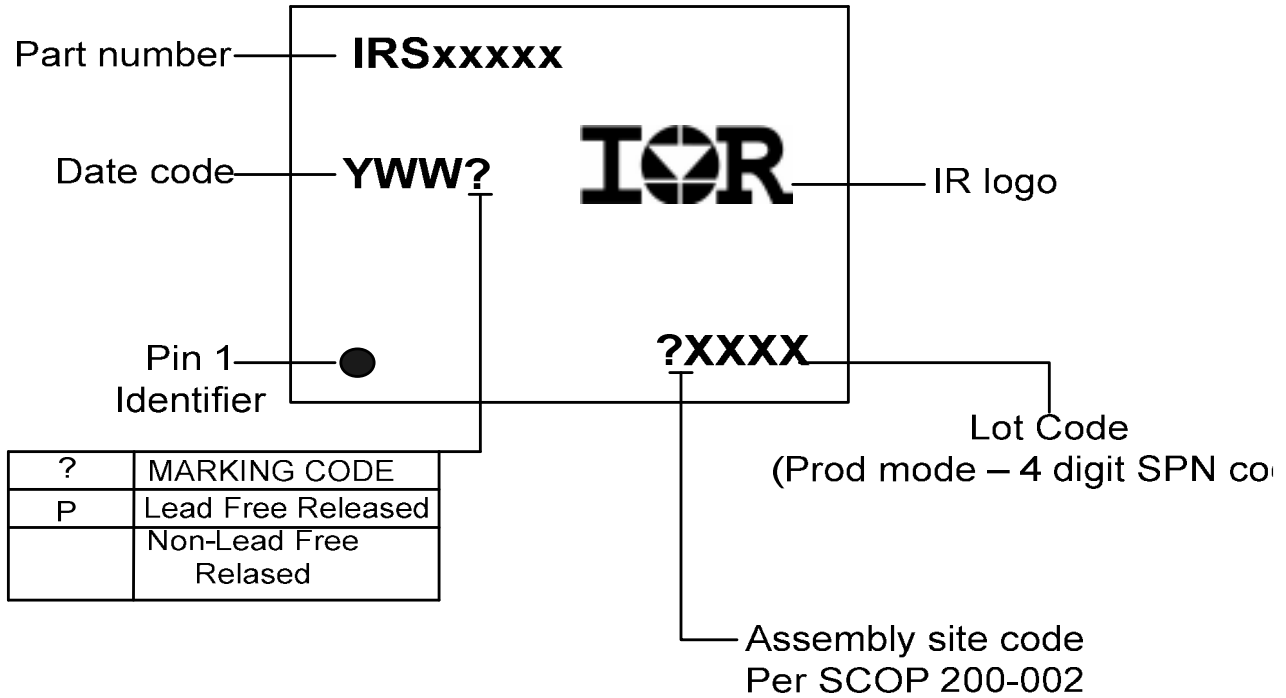 Part number
IRSxxxxx
Date code
YWW?
IOR
IR logo
Pin 1
Identifier
?XXXX
Lot Code
(Prod mode – 4 digit SPN co
? MARKING CODE
P Lead Free Released
Non-Lead Free
Relased
Assembly site code
Per SCOP 200-002